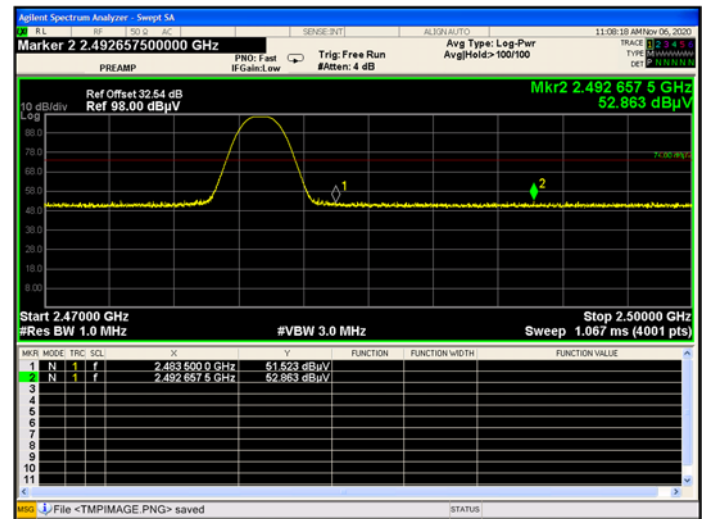 Agilent Spectrum Analyzer - Swept SA
RL RF 50 Ω AC SENSE:INT ALIGN AUTO 11:08:18 AM Nov 06, 2020
Marker 2 2.492657500000 GHz
PREAMP
PNO: Fast
IFGain:Low
Trig: Free Run
#Atten: 4 dB
Avg Type: Log-Pwr
Avg|Hold:>100/100
TRACE 1 2 3 4 5 6
TYPE M
DET P N N N N N
Mkr2 2.492 657 5 GHz
52.863 dBµV
Ref Offset 32.54 dB
10 dB/div Ref 98.00 dBµV
Log
88.0
78.0
68.0
58.0
48.0
38.0
28.0
18.0
8.00
1
2
Start 2.47000 GHz Stop 2.50000 GHz
#Res BW 1.0 MHz #VBW 3.0 MHz Sweep 1.067 ms (4001 pts)
MKR MODE TRC SCL X Y FUNCTION FUNCTION WIDTH FUNCTION VALUE
1 N 1 f 2.483 500 0 GHz 51.523 dBµV
2 N 1 f 2.492 657 5 GHz 52.863 dBµV
3
4
5
6
7
8
9
10
11
MSG File <TMPIMAGE.PNG> saved STATUS